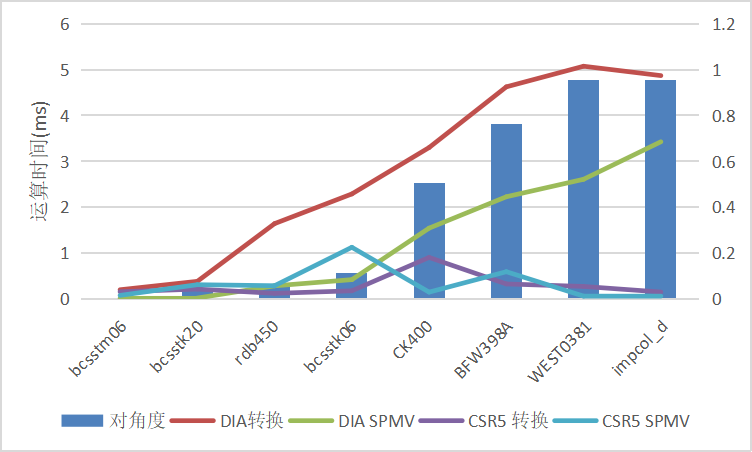 6
5
4
3
2
1
0
运算时间(ms)
1.2
1
0.8
0.6
0.4
0.2
0
bcsstm06
bcsstk20
rdb450
bcsstk06
CK400
BFW398A
WEST0381
impcol_d
对角度
DIA转换
DIA SPMV
CSR5 转换
CSR5 SPMV